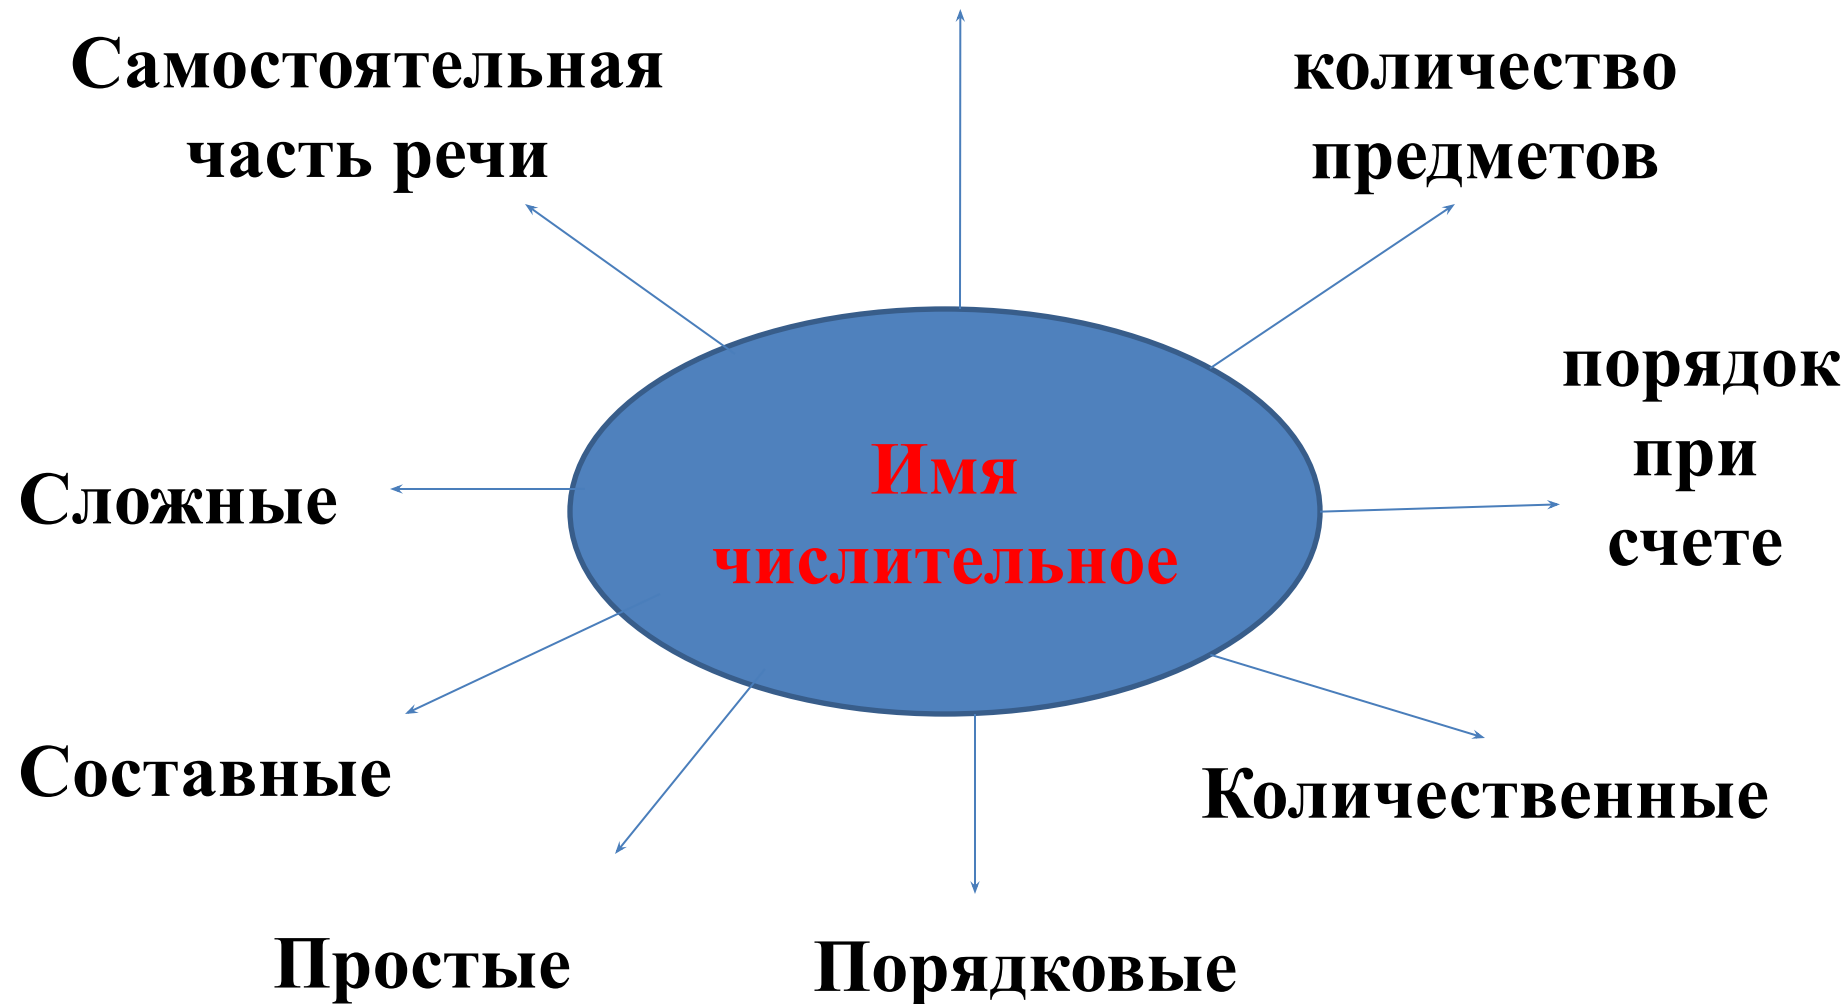 Самостоятельная
часть речи
количество
предметов
порядок
при
счете
Имя
числительное
Сложные
Составные
Количественные
Простые
Порядковые